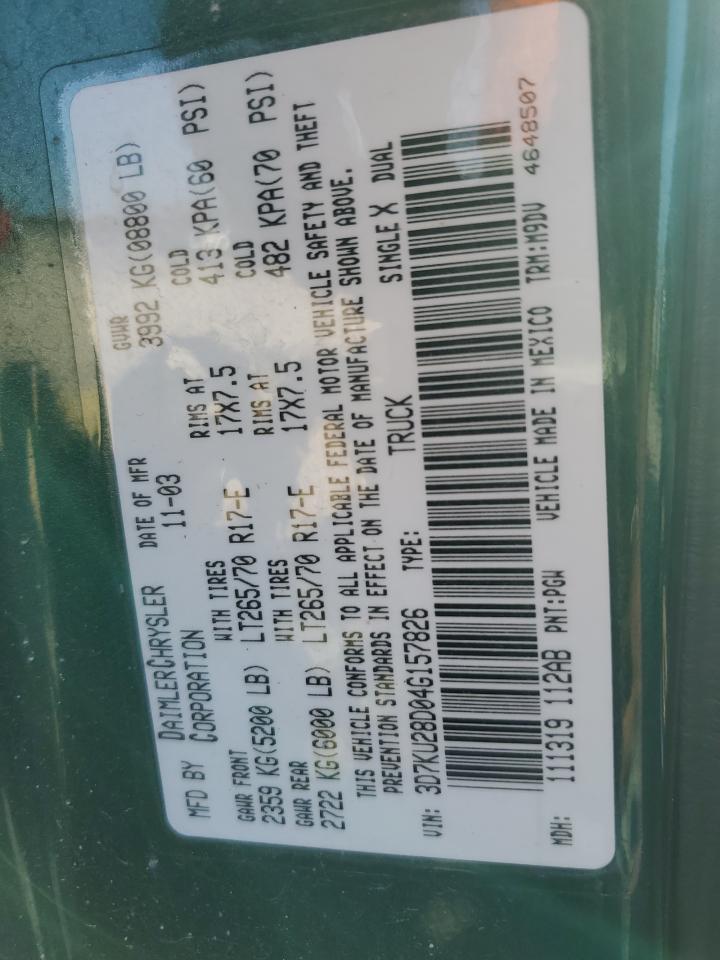 MFD BY DAIMLERCHRYSLER CORPORATION DATE OF MFR 11-03 GVWR 3992 KG(08800 LB)
GAWR FRONT WITH TIRES RIMS AT COLD
2359 KG(5200 LB) LT265/70 R17-E 17X7.5 413 KPA(60 PSI)
GAWR REAR WITH TIRES RIMS AT COLD
2722 KG(6000 LB) LT265/70 R17-E 17X7.5 482 KPA(70 PSI)
THIS VEHICLE CONFORMS TO ALL APPLICABLE FEDERAL MOTOR VEHICLE SAFETY AND THEFT
PREVENTION STANDARDS IN EFFECT ON THE DATE OF MANUFACTURE SHOWN ABOVE.
VIN: 3D7KU28D04G157826 TYPE: TRUCK SINGLE X DUAL
MDH: 111319 112AB PNT:PGW VEHICLE MADE IN MEXICO TRM:M9DV 4648507